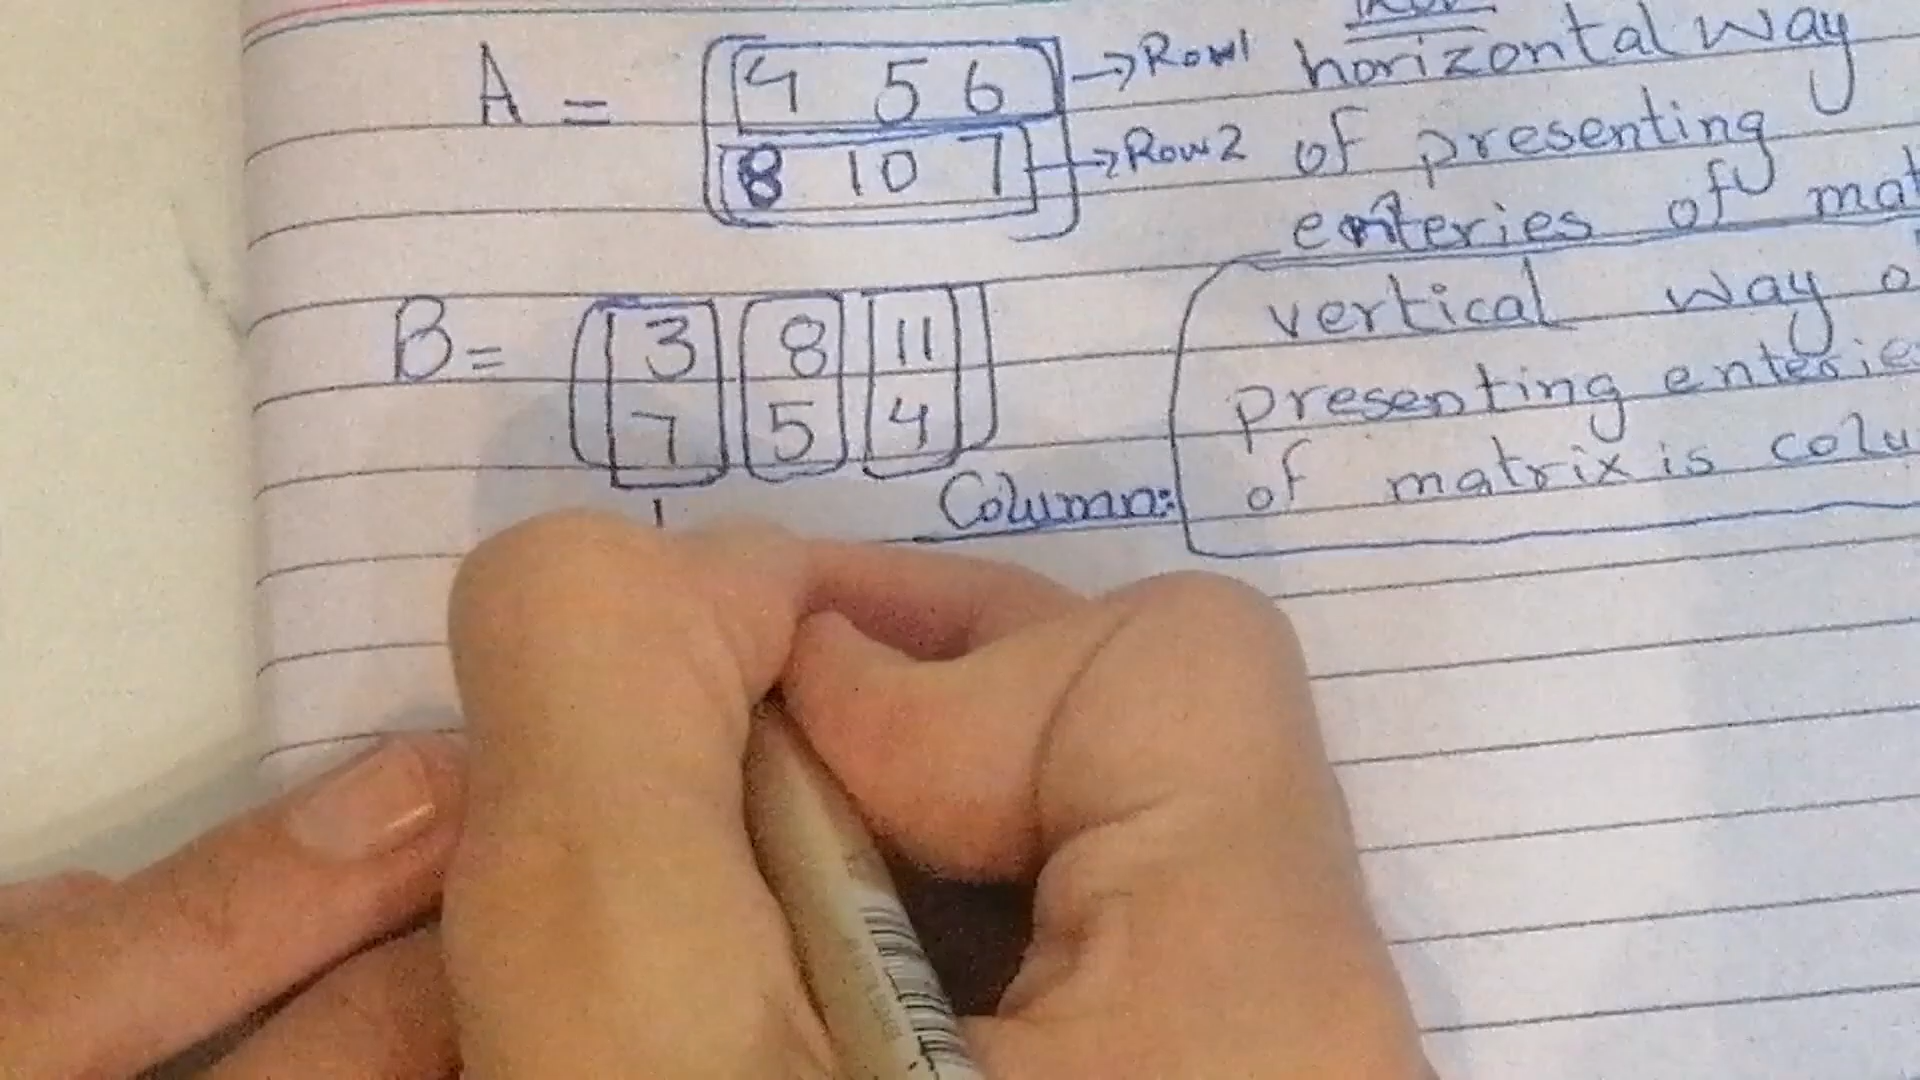 A = [4 5 6 →Row1 horizontal way
8 10 7] →Row2 of presenting
enteries of
B = [3 8 11 vertical way
7 5 4] presenting
Column: of matrix is